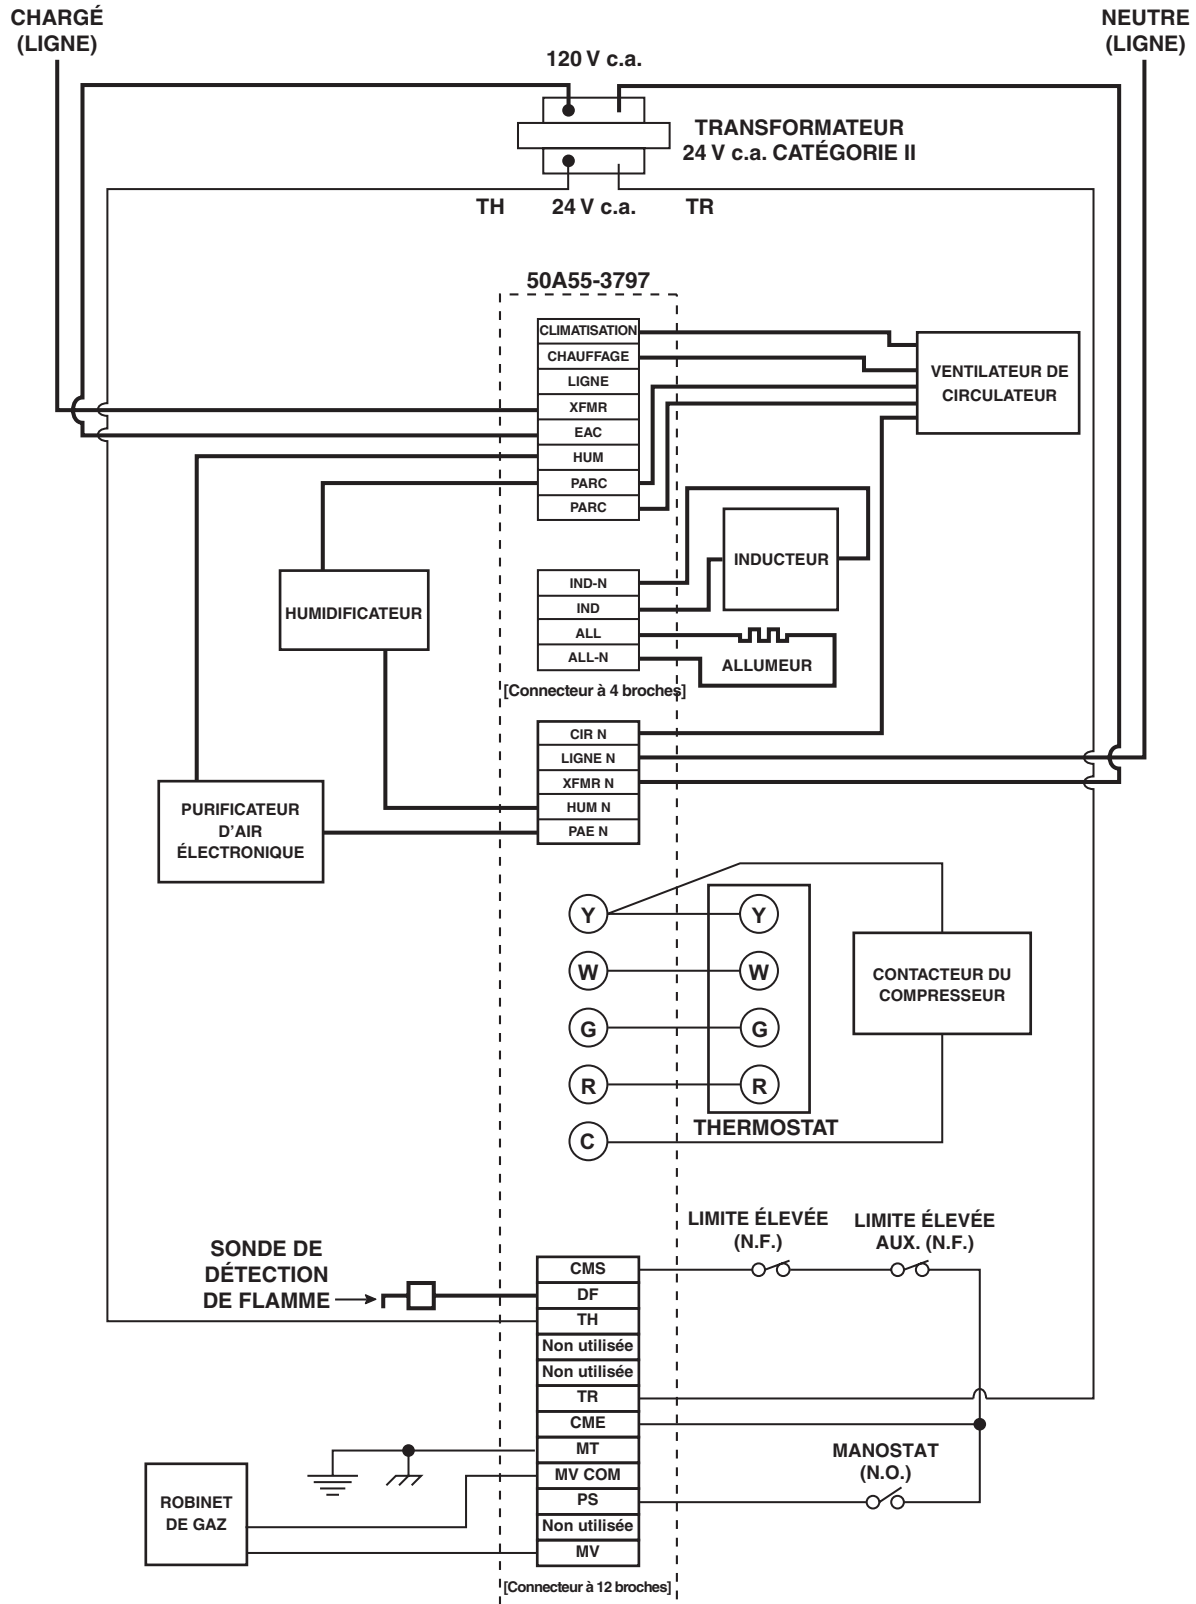 CHARGÉ
(LIGNE)
NEUTRE
(LIGNE)
120 V c.a.
TRANSFORMATEUR
24 V c.a. CATÉGORIE II
TH
24 V c.a.
TR
50A55-3797
CLIMATISATION
CHAUFFAGE
LIGNE
XFMR
EAC
HUM
PARC
PARC
VENTILATEUR DE
CIRCULATEUR
INDUCTEUR
IND-N
IND
ALL
ALL-N
ALLUMEUR
[Connecteur à 4 broches]
HUMIDIFICATEUR
CIR N
LIGNE N
XFMR N
HUM N
PAE N
PURIFICATEUR
D'AIR
ÉLECTRONIQUE
Y
W
G
R
C
Y
W
G
R
THERMOSTAT
CONTACTEUR DU
COMPRESSEUR
LIMITE ÉLEVÉE
(N.F.)
LIMITE ÉLEVÉE
AUX. (N.F.)
SONDE DE
DÉTECTION
DE FLAMME
CMS
DF
TH
Non utilisée
Non utilisée
TR
CME
MT
MV COM
PS
Non utilisée
MV
MANOSTAT
(N.O.)
ROBINET
DE GAZ
[Connecteur à 12 broches]